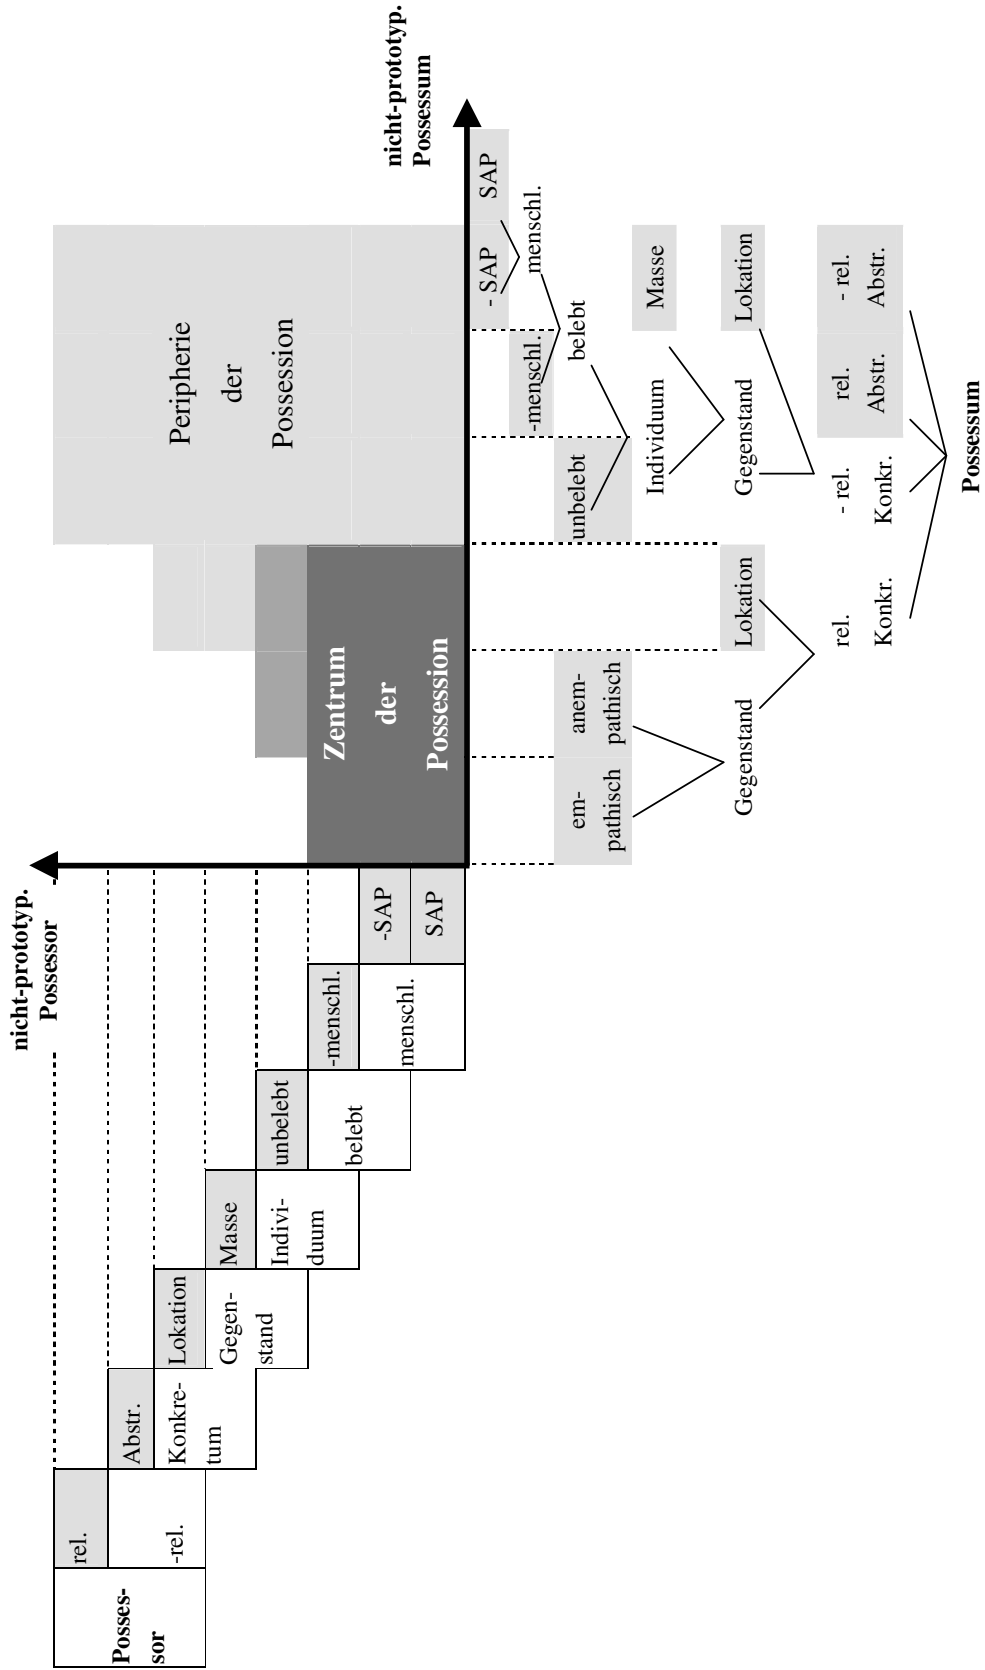 nicht-prototyp.
Possessor
nicht-prototyp.
Possessum
Peripherie
der
Possession
Zentrum
der
Possession
Posses-
sor
rel.
-rel.
Abstr.
Konkre-
tum
Lokation
Gegen-
stand
Masse
Indivi-
duum
unbelebt
belebt
-menschl.
menschl.
-SAP
SAP
- SAP
SAP
-menschl.
menschl.
em-
pathisch
anem-
pathisch
unbelebt
belebt
Individuum
Masse
Gegenstand
Lokation
Gegenstand
Lokation
rel.
Konkr.
- rel.
Konkr.
rel.
Abstr.
- rel.
Abstr.
Possessum